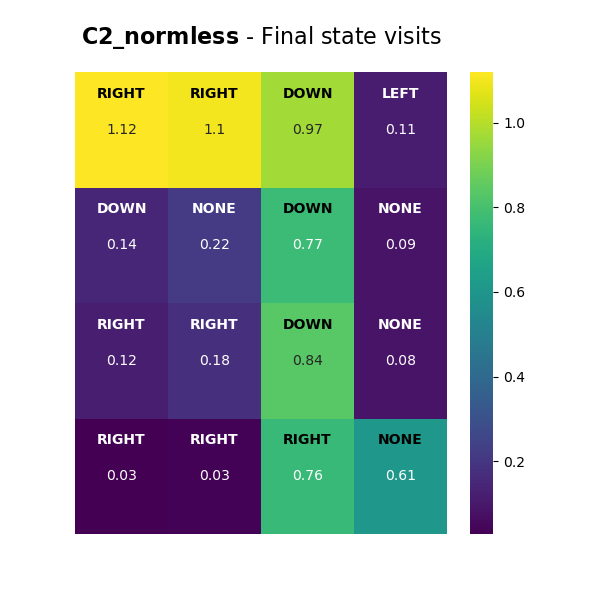 C2_normless - Final state visits
RIGHT RIGHT DOWN LEFT
1.12 1.1 0.97 0.11
DOWN NONE DOWN NONE
0.14 0.22 0.77 0.09
RIGHT RIGHT DOWN NONE
0.12 0.18 0.84 0.08
RIGHT RIGHT RIGHT NONE
0.03 0.03 0.76 0.61
1.0
0.8
0.6
0.4
0.2